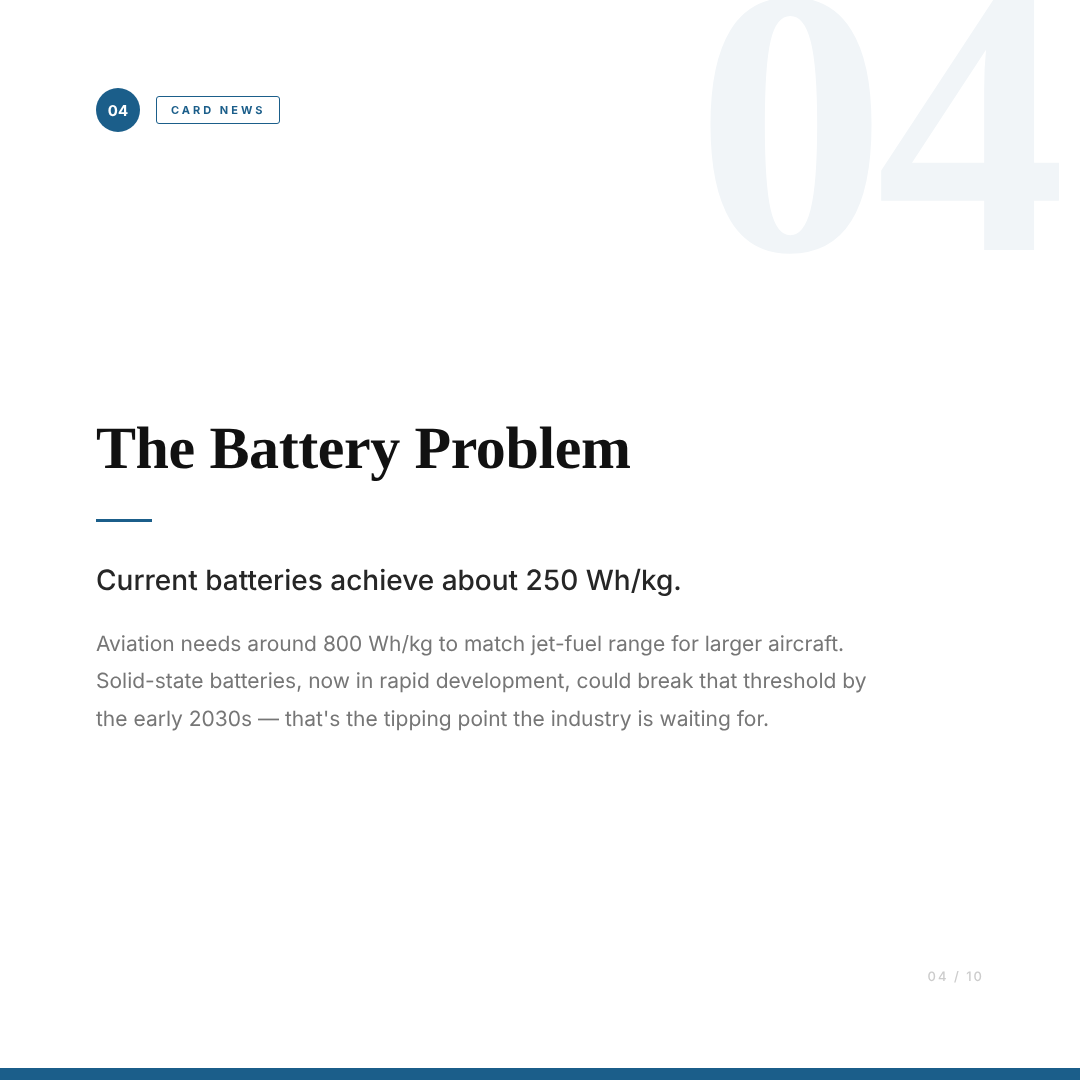 04
04
CARD NEWS
The Battery Problem
Current batteries achieve about 250 Wh/kg.
Aviation needs around 800 Wh/kg to match jet-fuel range for larger aircraft.
Solid-state batteries, now in rapid development, could break that threshold by
the early 2030s — that's the tipping point the industry is waiting for.
04 / 10